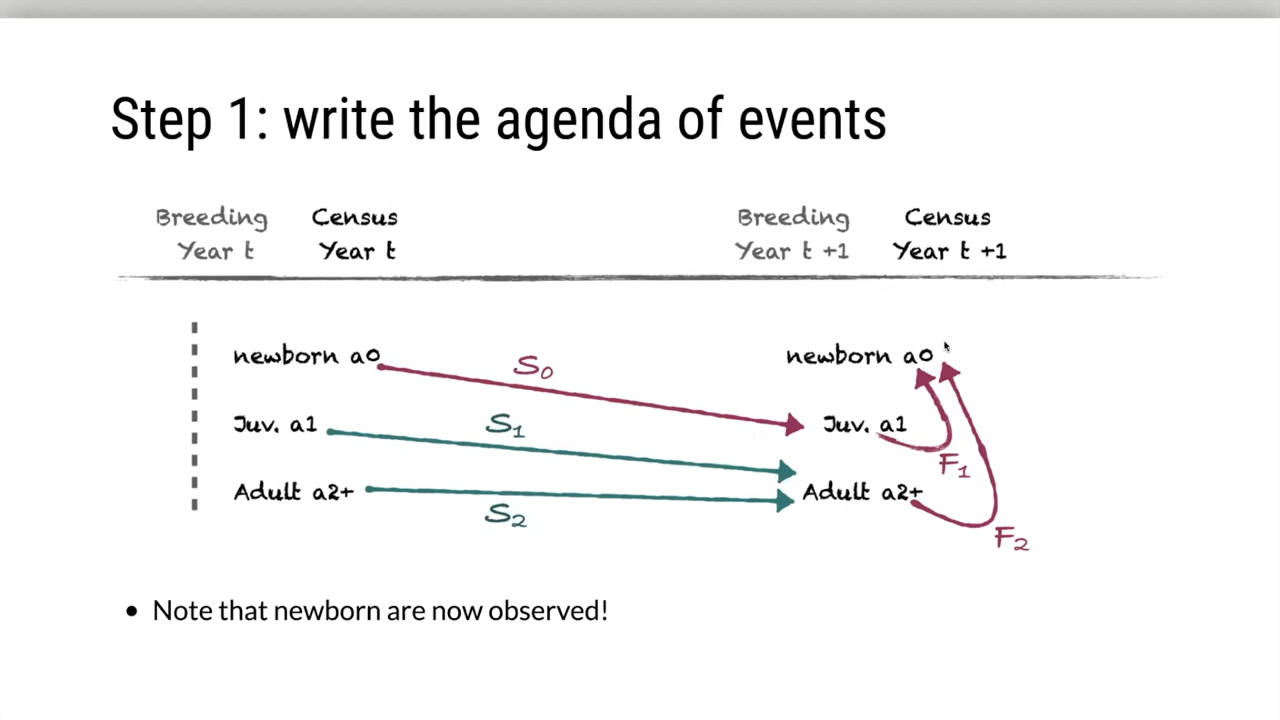 Step 1: write the agenda of events
Breeding Census Breeding Census
Year t Year t Year t +1 Year t +1
newborn a0 S0 newborn a0
Juv. a1 S1 Juv. a1
F1
Adult a2+ S2 Adult a2+
F2
• Note that newborn are now observed!